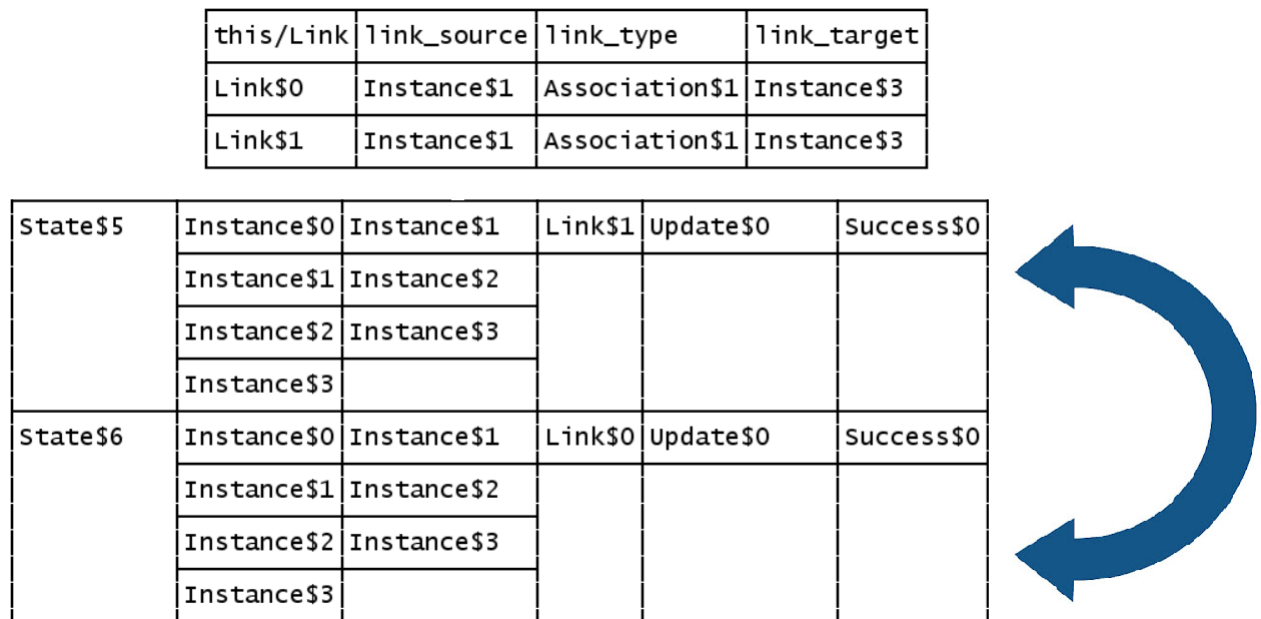 this/Link link_source link_type link_target
Link$0 Instance$1 Association$1 Instance$3
Link$1 Instance$1 Association$1 Instance$3
State$5 Instance$0 Instance$1 Link$1 Update$0 Success$0
Instance$1 Instance$2
Instance$2 Instance$3
Instance$3
State$6 Instance$0 Instance$1 Link$0 Update$0 Success$0
Instance$1 Instance$2
Instance$2 Instance$3
Instance$3